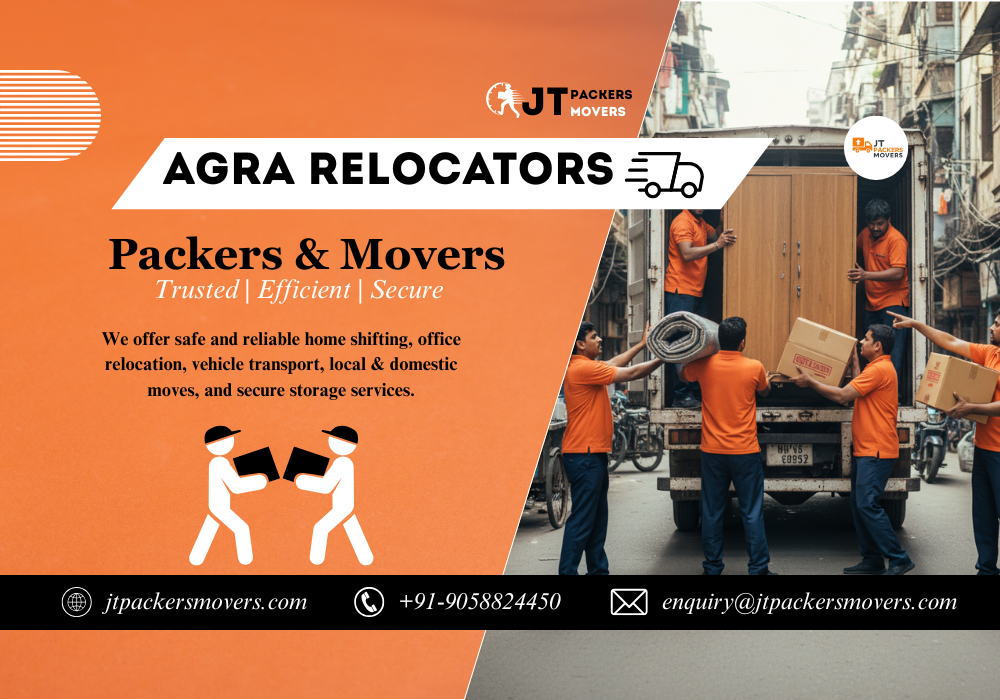 JT PACKERS
MOVERS
AGRA RELOCATORS
JT
PACKERS
MOVERS
Packers & Movers
Trusted | Efficient | Secure
We offer safe and reliable home shifting, office
relocation, vehicle transport, local & domestic
moves, and secure storage services.
jtpackersmovers.com
+91-9058824450
enquiry@jtpackersmovers.com